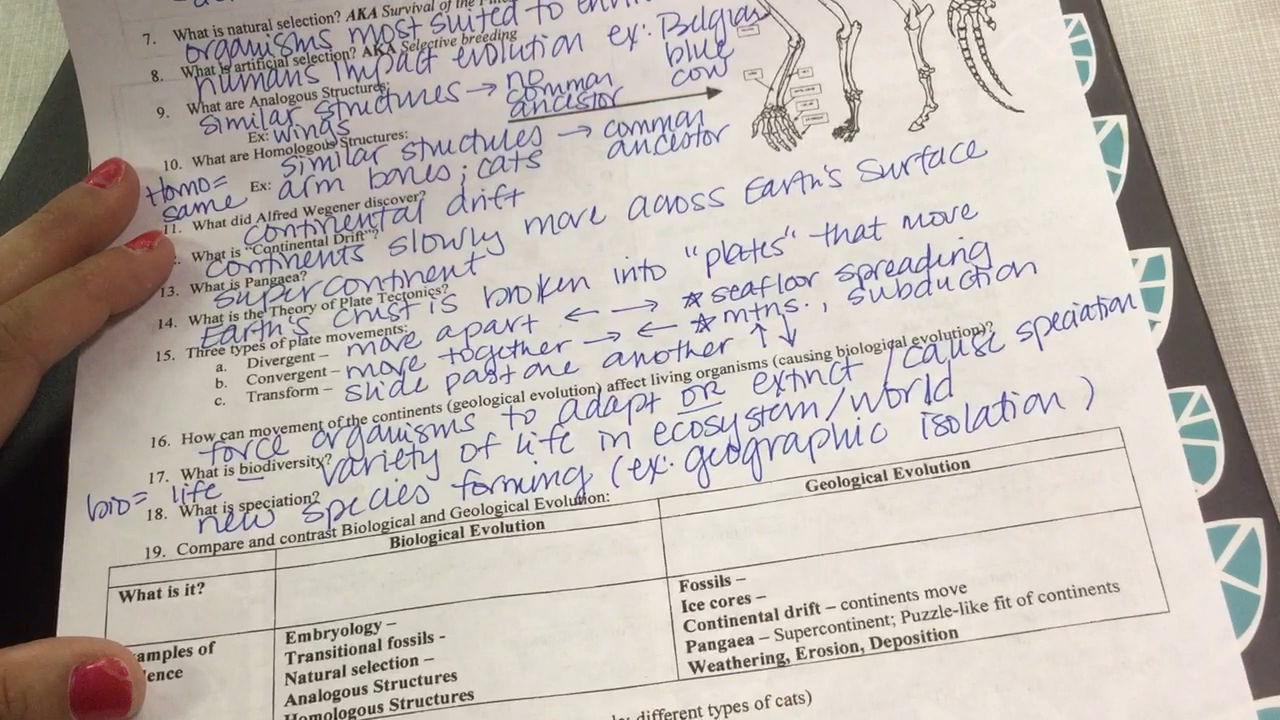 7. What is natural selection? AKA Survival of the
organisms most suited to
8. What is artificial selection? AKA Selective breeding
humans impact evolution ex: Belgian blue cow
9. What are Analogous Structures:
similar structures → no common ancestor
Ex: wings
10. What are Homologous Structures:
similar structures → common ancestor
Homo= same
Ex: arm bones; cats
11. What did Alfred Wegener discover?
continental drift
What is "Continental Drift"?
continents slowly move across Earth's surface
13. What is Pangaea?
supercontinent
14. What is the Theory of Plate Tectonics?
Earth's crust is broken into "plates" that move
15. Three types of plate movements:
a. Divergent – move apart ← → ☆ seafloor spreading
b. Convergent – move together → ← ☆ mtns., subduction
c. Transform – slide past one another ↑ ↓
16. How can movement of the continents (geological evolution) affect living organisms (causing biological evolution)?
force organisms to adapt OR extinct / cause speciation
17. What is biodiversity? variety of life in ecosystem/world
bio= life
18. What is speciation?
new species forming (ex: geographic isolation)
19. Compare and contrast Biological and Geological Evolution:
Biological Evolution
Geological Evolution
What is it?
amples of
ence
Embryology –
Transitional fossils -
Natural selection –
Analogous Structures
Homologous Structures
Fossils –
Ice cores –
Continental drift – continents move
Pangaea – Supercontinent; Puzzle-like fit of continents
Weathering, Erosion, Deposition
different types of cats)